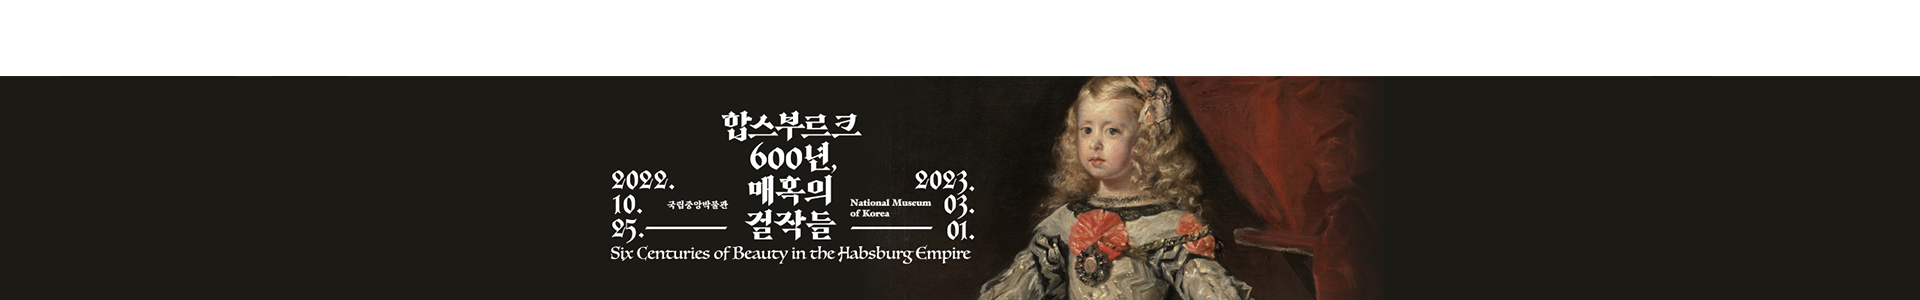 합스부르크
600년,
매혹의
걸작들
2022.
10.
25.
국립중앙박물관
National Museum
of Korea
2023.
03.
01.
Six Centuries of Beauty in the Habsburg Empire